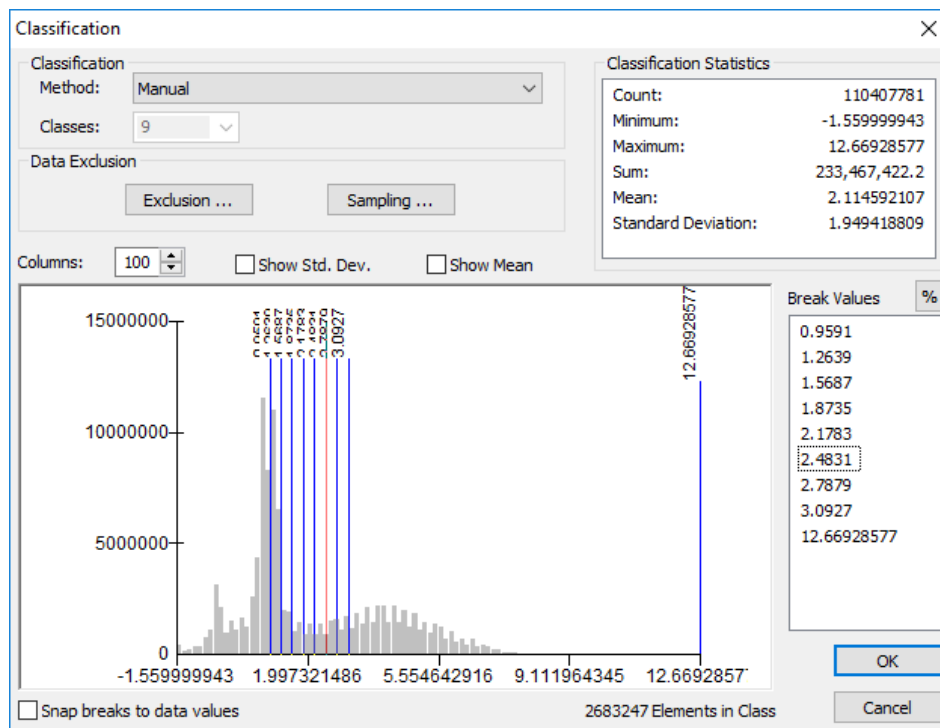 Classification
Classification
Method: Manual
Classes: 9
Data Exclusion
Exclusion ...
Sampling ...
Classification Statistics
Count: 110407781
Minimum: -1.559999943
Maximum: 12.66928577
Sum: 233,467,422.2
Mean: 2.114592107
Standard Deviation: 1.949418809
Columns: 100
Show Std. Dev.
Show Mean
Break Values
%
0.9591
1.2639
1.5687
1.8735
2.1783
2.4831
2.7879
3.0927
12.66928577
15000000
10000000
5000000
0
3.0927
12.66928577
-1.559999943
1.997321486
5.554642916
9.111964345
12.6692857
OK
Cancel
Snap breaks to data values
2683247 Elements in Class